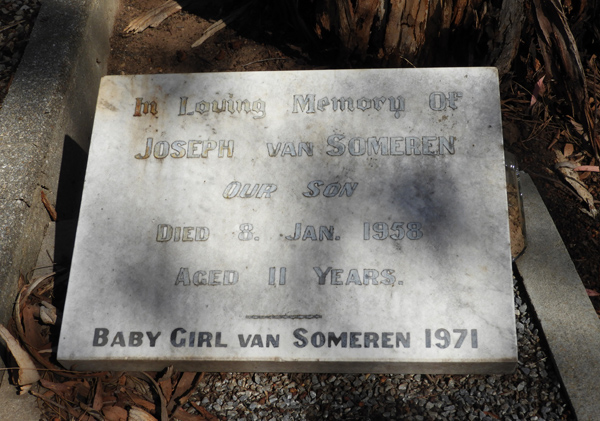 In Loving Memory Of
Joseph van Someren
Our Son
Died 8. Jan. 1958
Aged 11 Years.
Baby Girl van Someren 1971